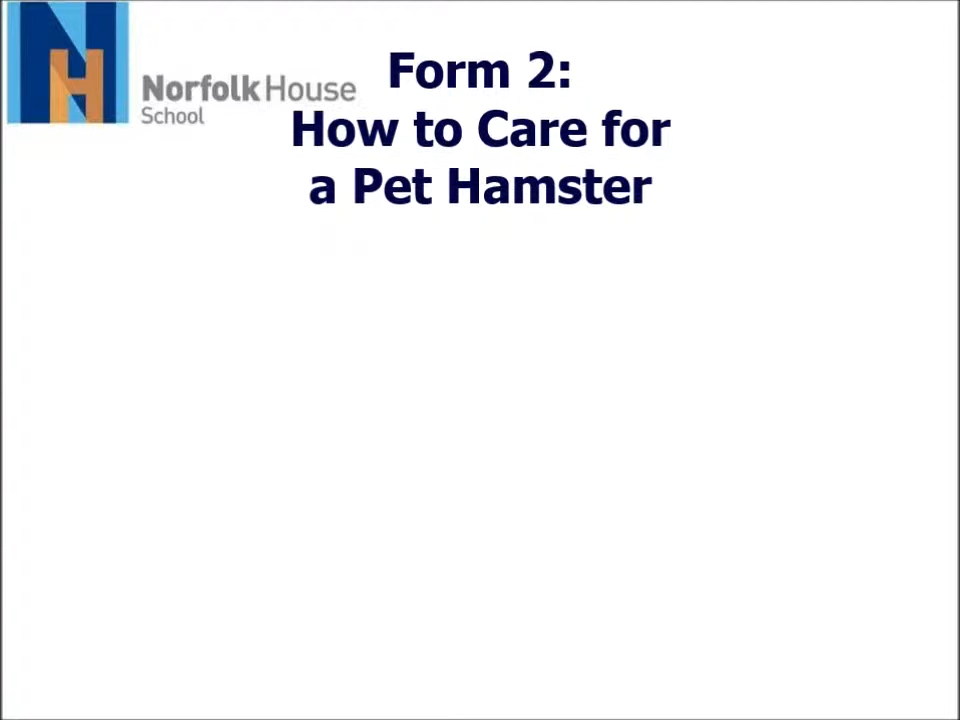 Norfolk House
School
Form 2:
How to Care for
a Pet Hamster